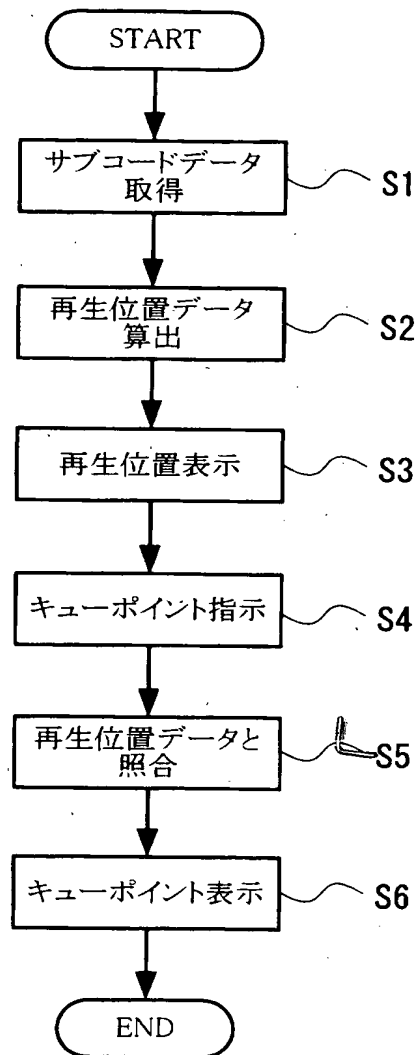 START
サブコードデータ
取得
S1
再生位置データ
算出
S2
再生位置表示
S3
キューポイント指示
S4
再生位置データと
照合
S5
キューポイント表示
S6
END